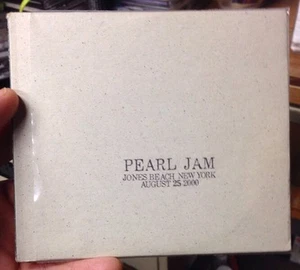 PEARL JAM
JONES BEACH, NEW YORK
AUGUST 25 2000